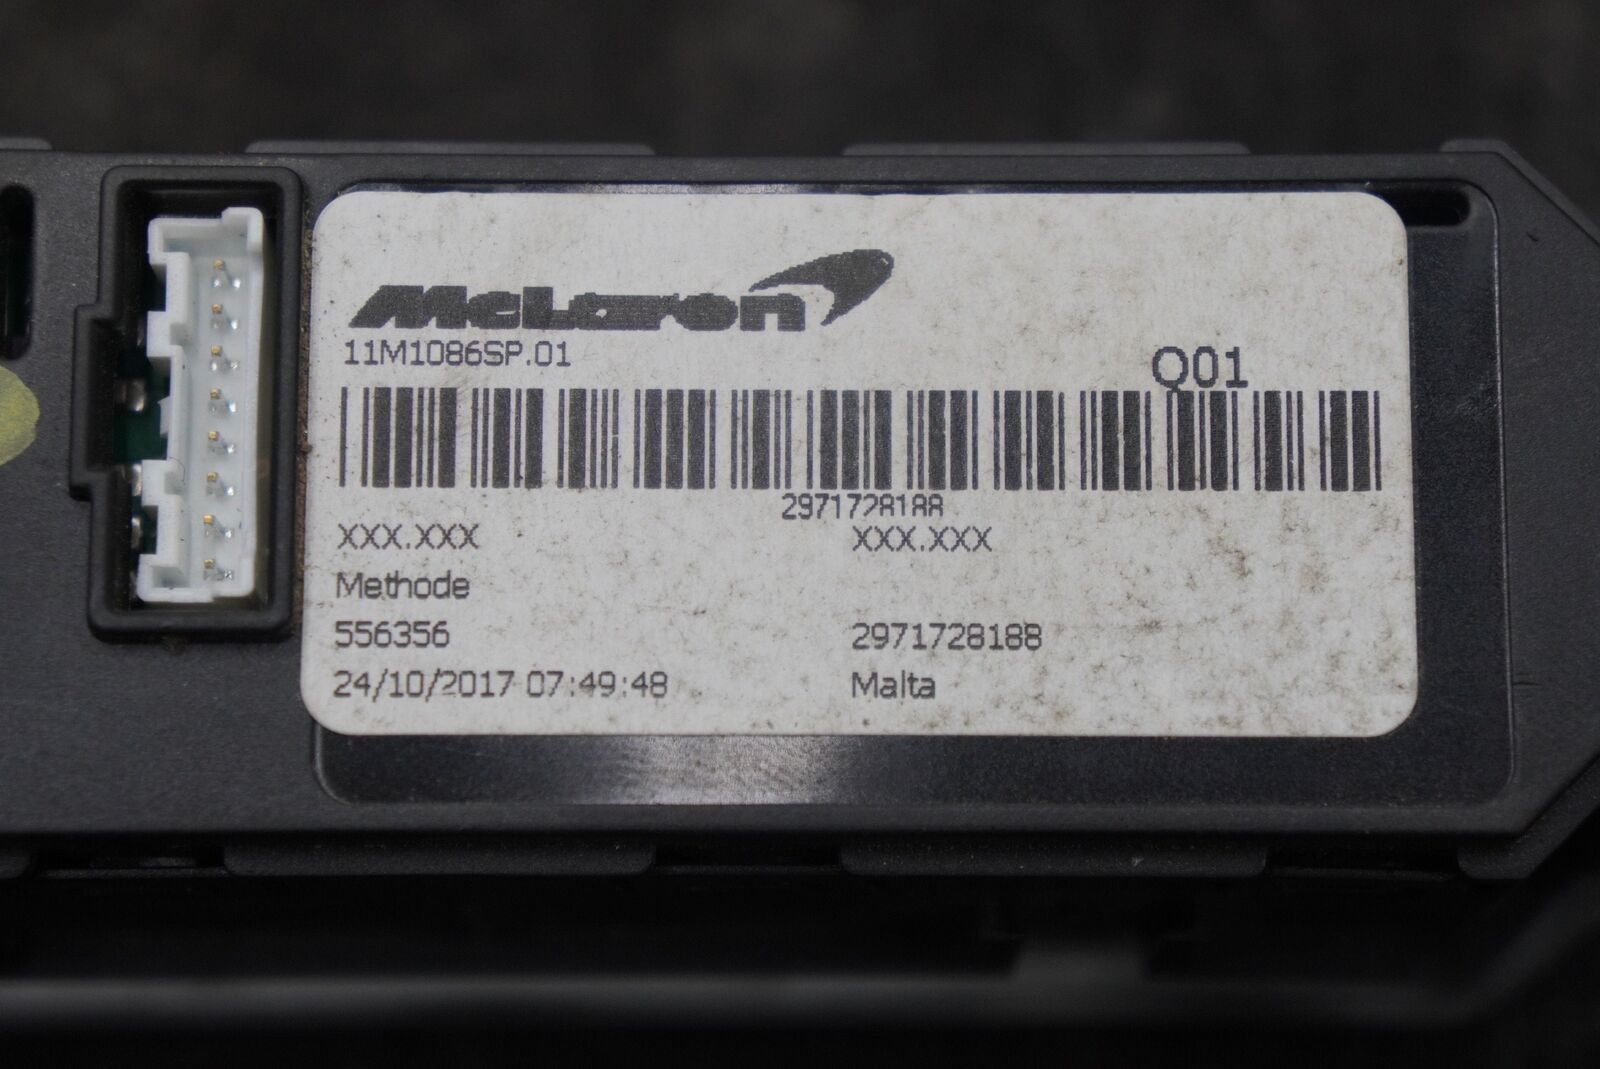 McLaren
11M1086SP.01
Q01
2971728188
XXX.XXX XXX.XXX
Methode
556356 2971728188
24/10/2017 07:49:48 Malta